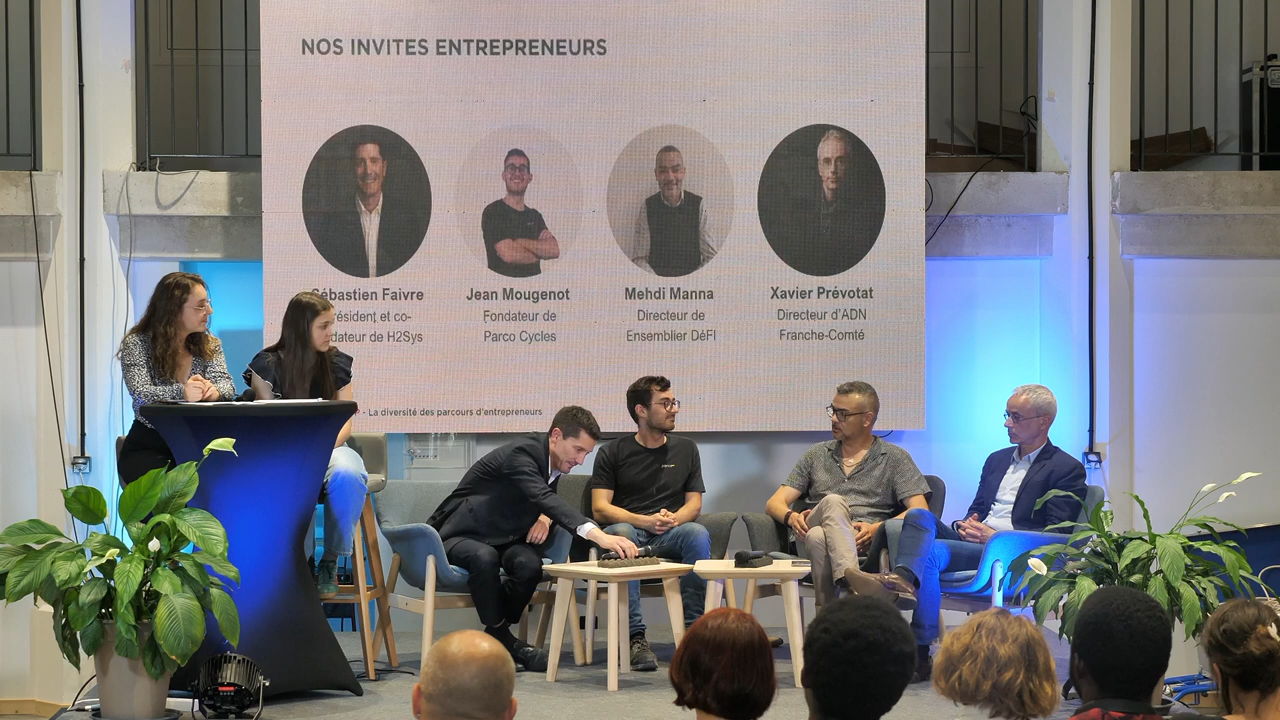 NOS INVITES ENTREPRENEURS
Sébastien Faivre
Jean Mougenot
Mehdi Manna
Xavier Prévotat
résident et co-
Fondateur de
Directeur de
Directeur d'ADN
dateur de H2Sys
Parco Cycles
Ensemblier DéFI
Franche-Comté
- La diversité des parcours d'entrepreneurs